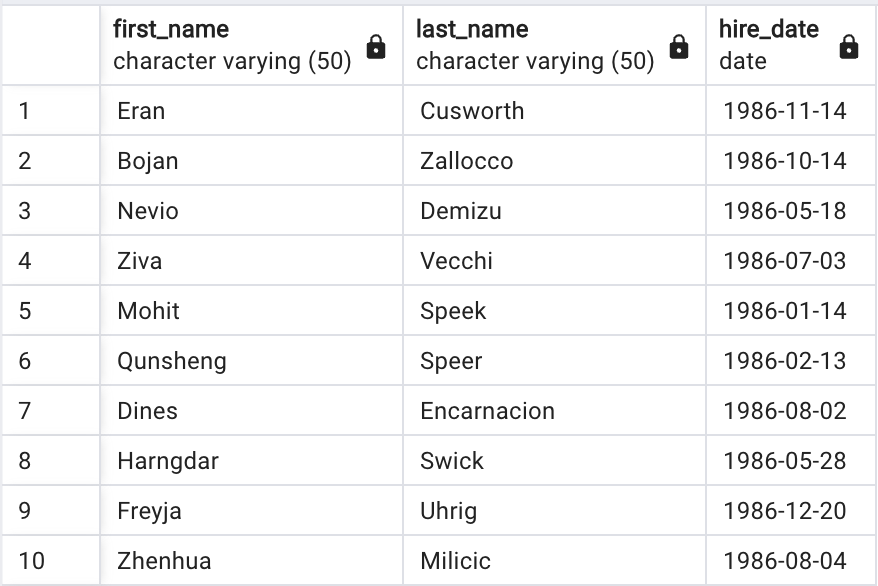 first_name last_name hire_date
character varying (50) character varying (50) date
1 Eran Cusworth 1986-11-14
2 Bojan Zallocco 1986-10-14
3 Nevio Demizu 1986-05-18
4 Ziva Vecchi 1986-07-03
5 Mohit Speek 1986-01-14
6 Qunsheng Speer 1986-02-13
7 Dines Encarnacion 1986-08-02
8 Harngdar Swick 1986-05-28
9 Freyja Uhrig 1986-12-20
10 Zhenhua Milicic 1986-08-04